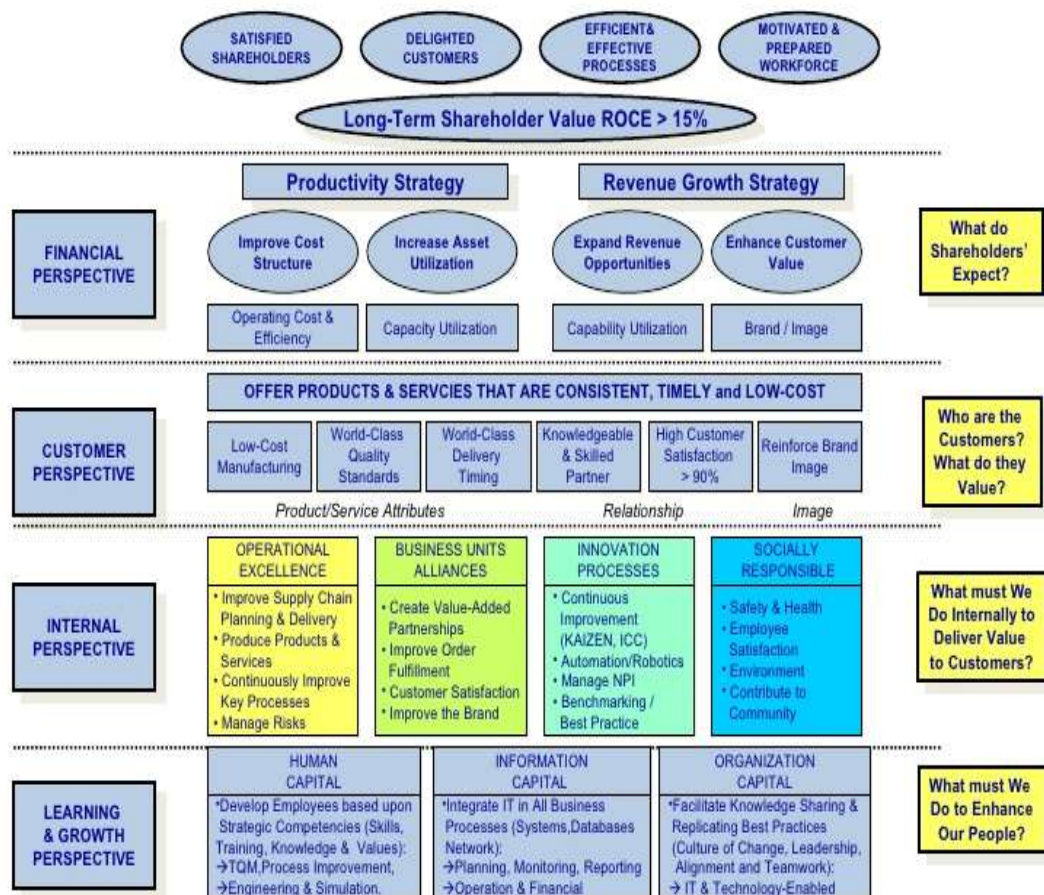 SATISFIED
SHAREHOLDERS
DELIGHTED
CUSTOMERS
EFFICIENT&
EFFECTIVE
PROCESSES
MOTIVATED &
PREPARED
WORKFORCE
Long-Term Shareholder Value ROCE > 15%
Productivity Strategy
Revenue Growth Strategy
FINANCIAL
PERSPECTIVE
Improve Cost
Structure
Increase Asset
Utilization
Expand Revenue
Opportunities
Enhance Customer
Value
What do
Shareholders'
Expect?
Operating Cost &
Efficiency
Capacity Utilization
Capability Utilization
Brand / Image
CUSTOMER
PERSPECTIVE
OFFER PRODUCTS & SERVCIES THAT ARE CONSISTENT, TIMELY and LOW-COST
Low-Cost
Manufacturing
World-Class
Quality
Standards
World-Class
Delivery
Timing
Knowledgeable
& Skilled
Partner
High Customer
Satisfaction
> 90%
Reinforce Brand
Image
Product/Service Attributes
Relationship
Image
Who are the
Customers?
What do they
Value?
INTERNAL
PERSPECTIVE
OPERATIONAL
EXCELLENCE
• Improve Supply Chain
Planning & Delivery
• Produce Products &
Services
• Continuously Improve
Key Processes
• Manage Risks
BUSINESS UNITS
ALLIANCES
• Create Value-Added
Partnerships
• Improve Order
Fulfillment
• Customer Satisfaction
• Improve the Brand
INNOVATION
PROCESSES
• Continuous
Improvement
(KAIZEN, ICC)
• Automation/Robotics
• Manage NPI
• Benchmarking /
Best Practice
SOCIALLY
RESPONSIBLE
• Safety & Health
• Employee
Satisfaction
• Environment
• Contribute to
Community
What must We
Do Internally to
Deliver Value
to Customers?
LEARNING
& GROWTH
PERSPECTIVE
HUMAN
CAPITAL
•Develop Employees based upon
Strategic Competencies (Skills,
Training, Knowledge & Values):
→TQM,Process Improvement,
→Engineering & Simulation.
INFORMATION
CAPITAL
•Integrate IT in All Business
Processes (Systems,Databases
Network):
→Planning, Monitoring, Reporting
→Operation & Financial
ORGANIZATION
CAPITAL
•Facilitate Knowledge Sharing &
Replicating Best Practices
(Culture of Change, Leadership,
Alignment and Teamwork):
→ IT & Technology-Enabled
What must We
Do to Enhance
Our People?